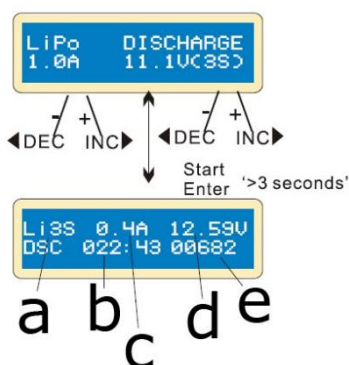 LiPo DISCHARGE
1.0A 11.1V(3S)
- + - +
◀DEC INC▶ ◀DEC INC▶
Start
Enter '>3 seconds'
Li3S 0.4A 12.59V
DSC 022:43 00682
a b c d e